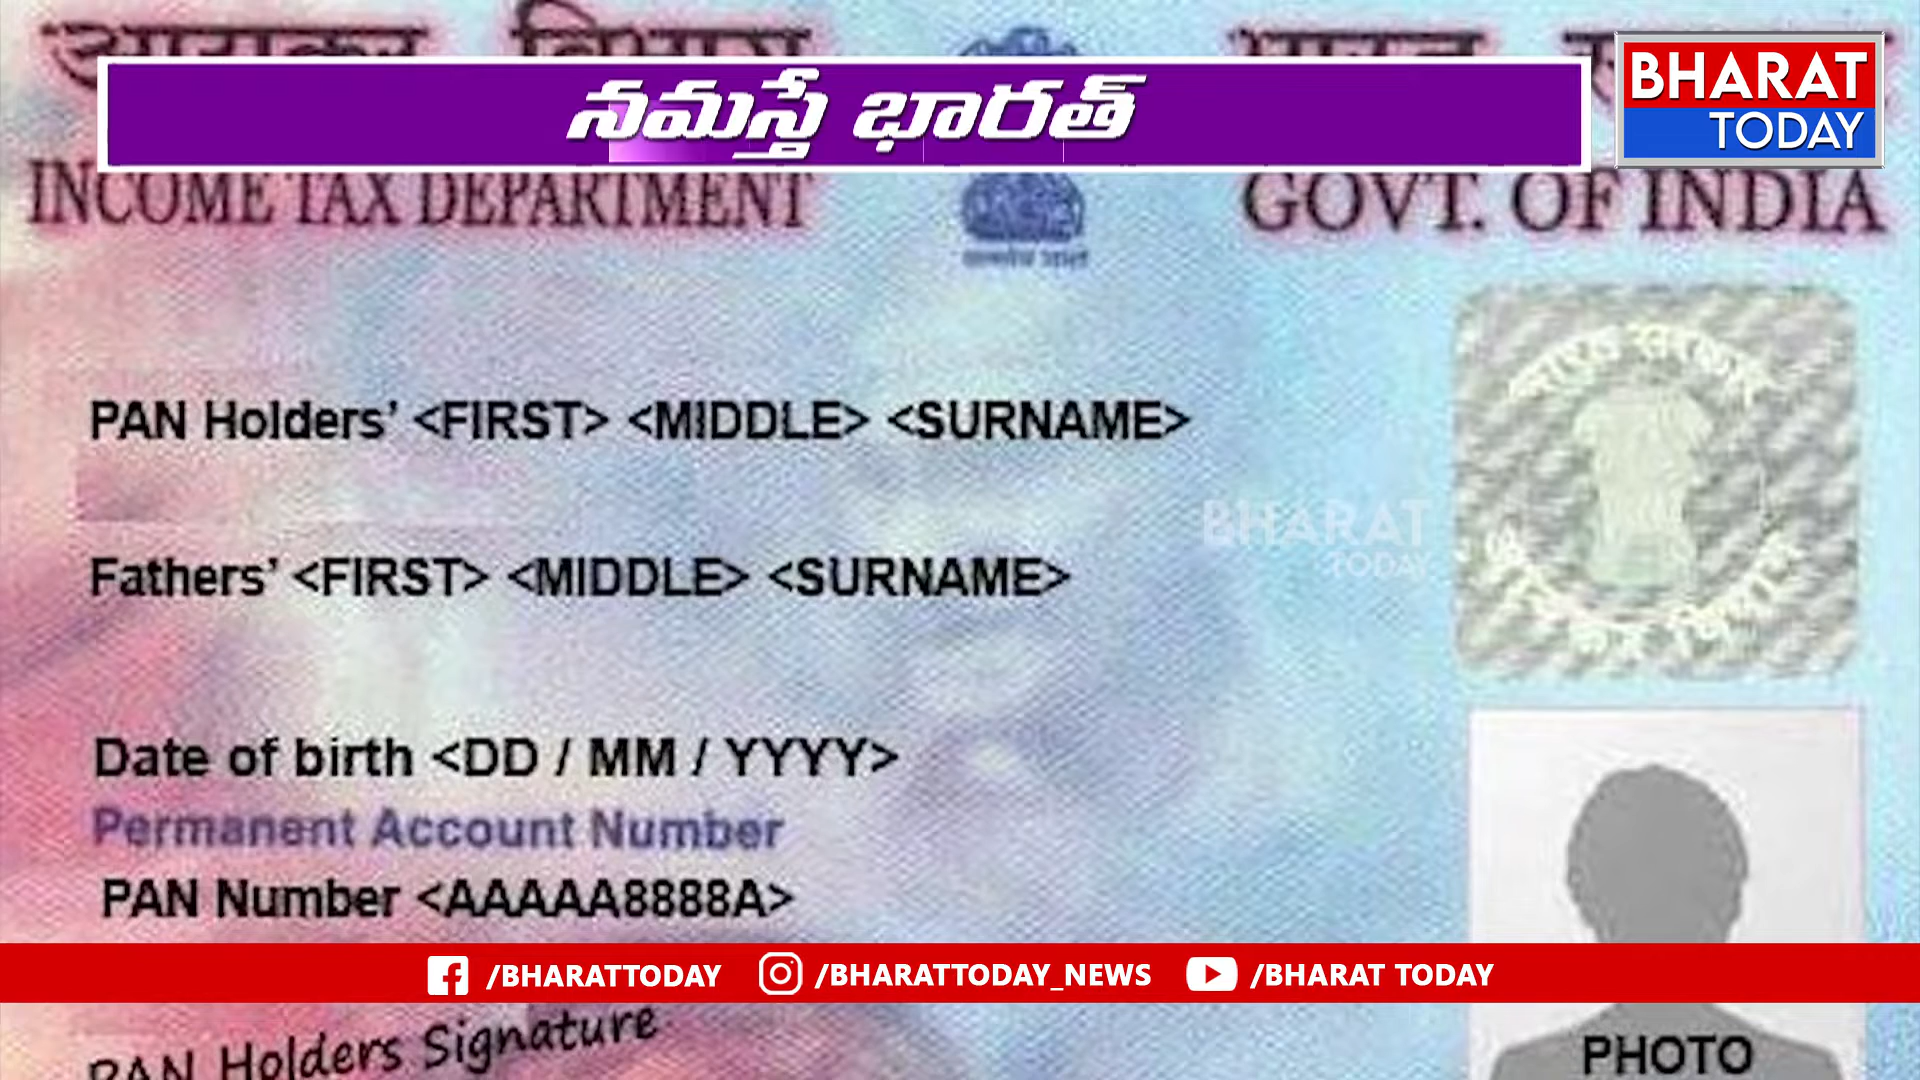 आयकर विभाग
नमस्ते భారత్
BHARAT
TODAY
INCOME TAX DEPARTMENT
GOVT. OF INDIA
PAN Holders’ <FIRST> <MIDDLE> <SURNAME>
BHARAT
TODAY
Fathers’ <FIRST> <MIDDLE> <SURNAME>
Date of birth <DD / MM / YYYY>
Permanent Account Number
PAN Number <AAAAA8888A>
/BHARATTODAY /BHARATTODAY_NEWS /BHARAT TODAY
PAN Holders Signature
PHOTO